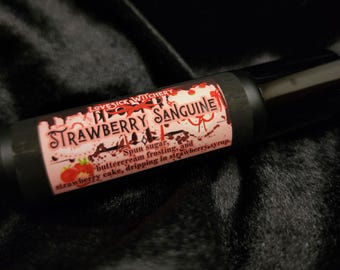 Lovesick Witchery
Strawberry Sanguine
Spun sugar,
buttercream frosting, and
strawberry cake, dripping in strawberry syrup.